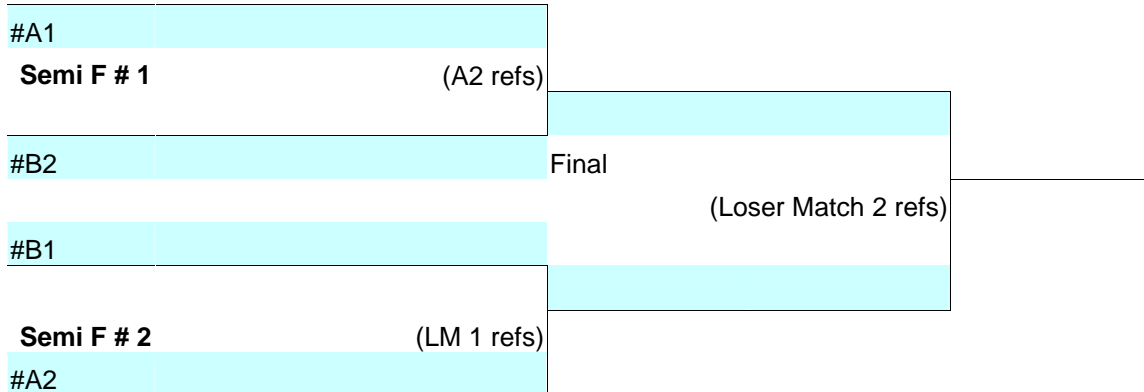 #A1
Semi F # 1 (A2 refs)
#B2 Final
(Loser Match 2 refs)
#B1
Semi F # 2 (LM 1 refs)
#A2